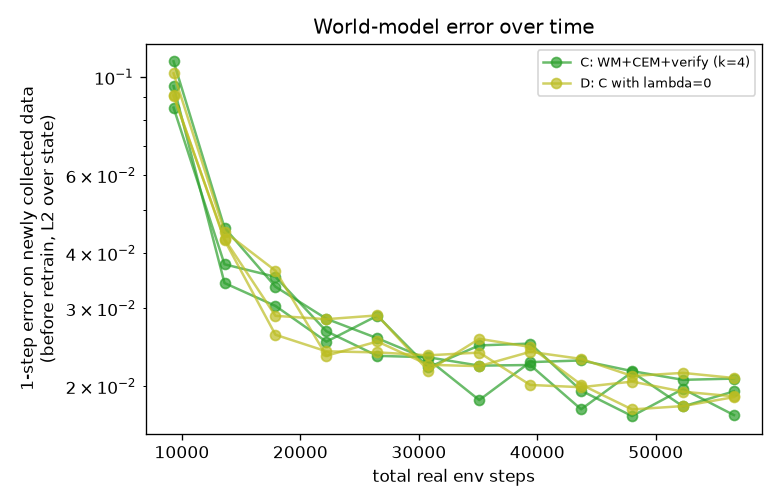 World-model error over time
C: WM+CEM+verify (k=4)
D: C with lambda=0
1-step error on newly collected data
(before retrain, L2 over state)
10⁻¹
6 × 10⁻²
4 × 10⁻²
3 × 10⁻²
2 × 10⁻²
10000 20000 30000 40000 50000
total real env steps